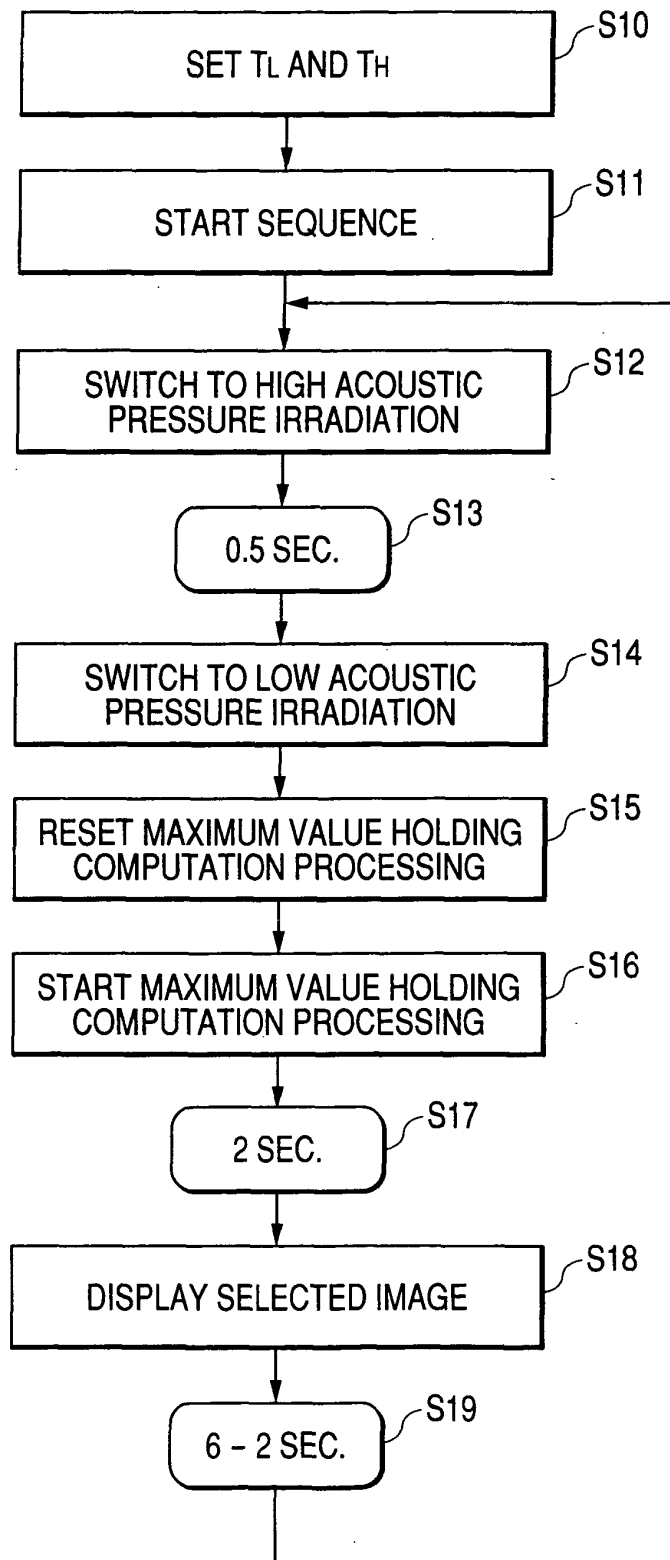 S10
SET TL AND TH
S11
START SEQUENCE
S12
SWITCH TO HIGH ACOUSTIC
PRESSURE IRRADIATION
S13
0.5 SEC.
S14
SWITCH TO LOW ACOUSTIC
PRESSURE IRRADIATION
S15
RESET MAXIMUM VALUE HOLDING
COMPUTATION PROCESSING
S16
START MAXIMUM VALUE HOLDING
COMPUTATION PROCESSING
S17
2 SEC.
S18
DISPLAY SELECTED IMAGE
S19
6 – 2 SEC.